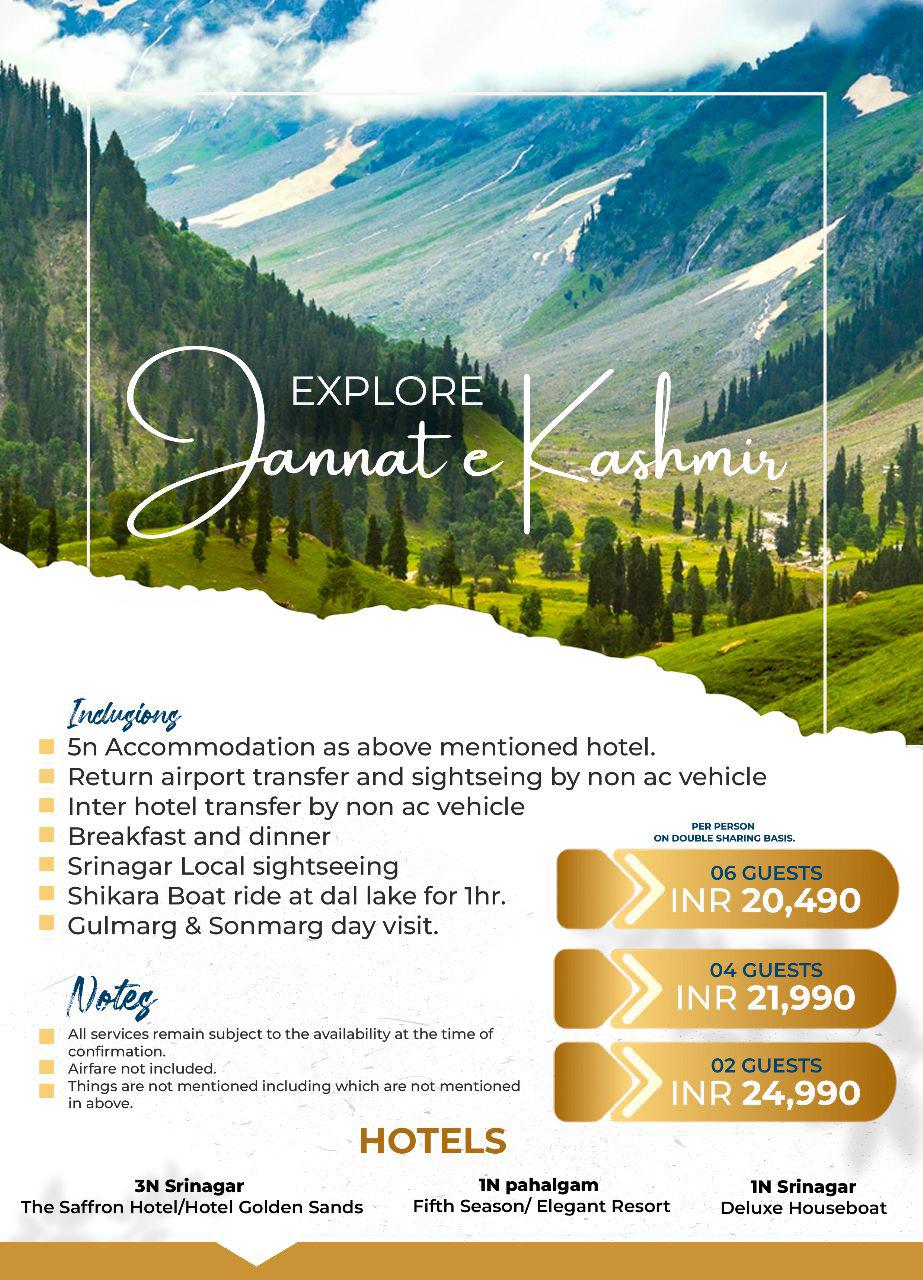 EXPLORE
Jannat e Kashmir
Inclusions
5n Accommodation as above mentioned hotel.
Return airport transfer and sightseing by non ac vehicle
Inter hotel transfer by non ac vehicle
Breakfast and dinner
Srinagar Local sightseeing
Shikara Boat ride at dal lake for 1hr.
Gulmarg & Sonmarg day visit.
PER PERSON
ON DOUBLE SHARING BASIS.
06 GUESTS
INR 20,490
04 GUESTS
INR 21,990
02 GUESTS
INR 24,990
Notes
All services remain subject to the availability at the time of
confirmation.
Airfare not included.
Things are not mentioned including which are not mentioned
in above.
HOTELS
3N Srinagar
The Saffron Hotel/Hotel Golden Sands
1N pahalgam
Fifth Season/ Elegant Resort
1N Srinagar
Deluxe Houseboat